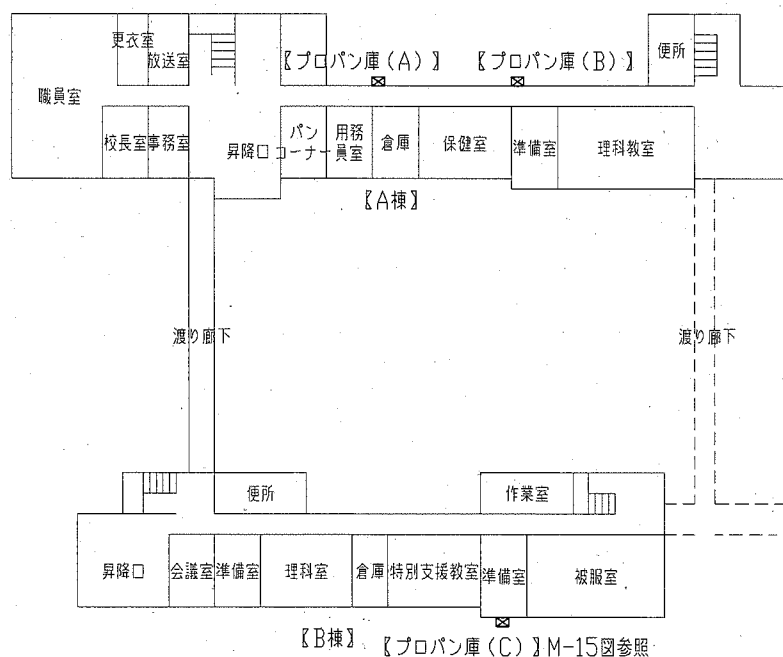 更衣室
放送室
【プロパン庫(A)】
【プロパン庫(B)】
便所
職員室
校長室
事務室
昇降口
パン
コーナー
用務
員室
倉庫
保健室
準備室
理科教室
【A棟】
渡り廊下
渡り廊下
便所
作業室
昇降口
会議室
準備室
理科室
倉庫
特別支援教室
準備室
被服室
【B棟】
【プロパン庫(C)】M-15図参照